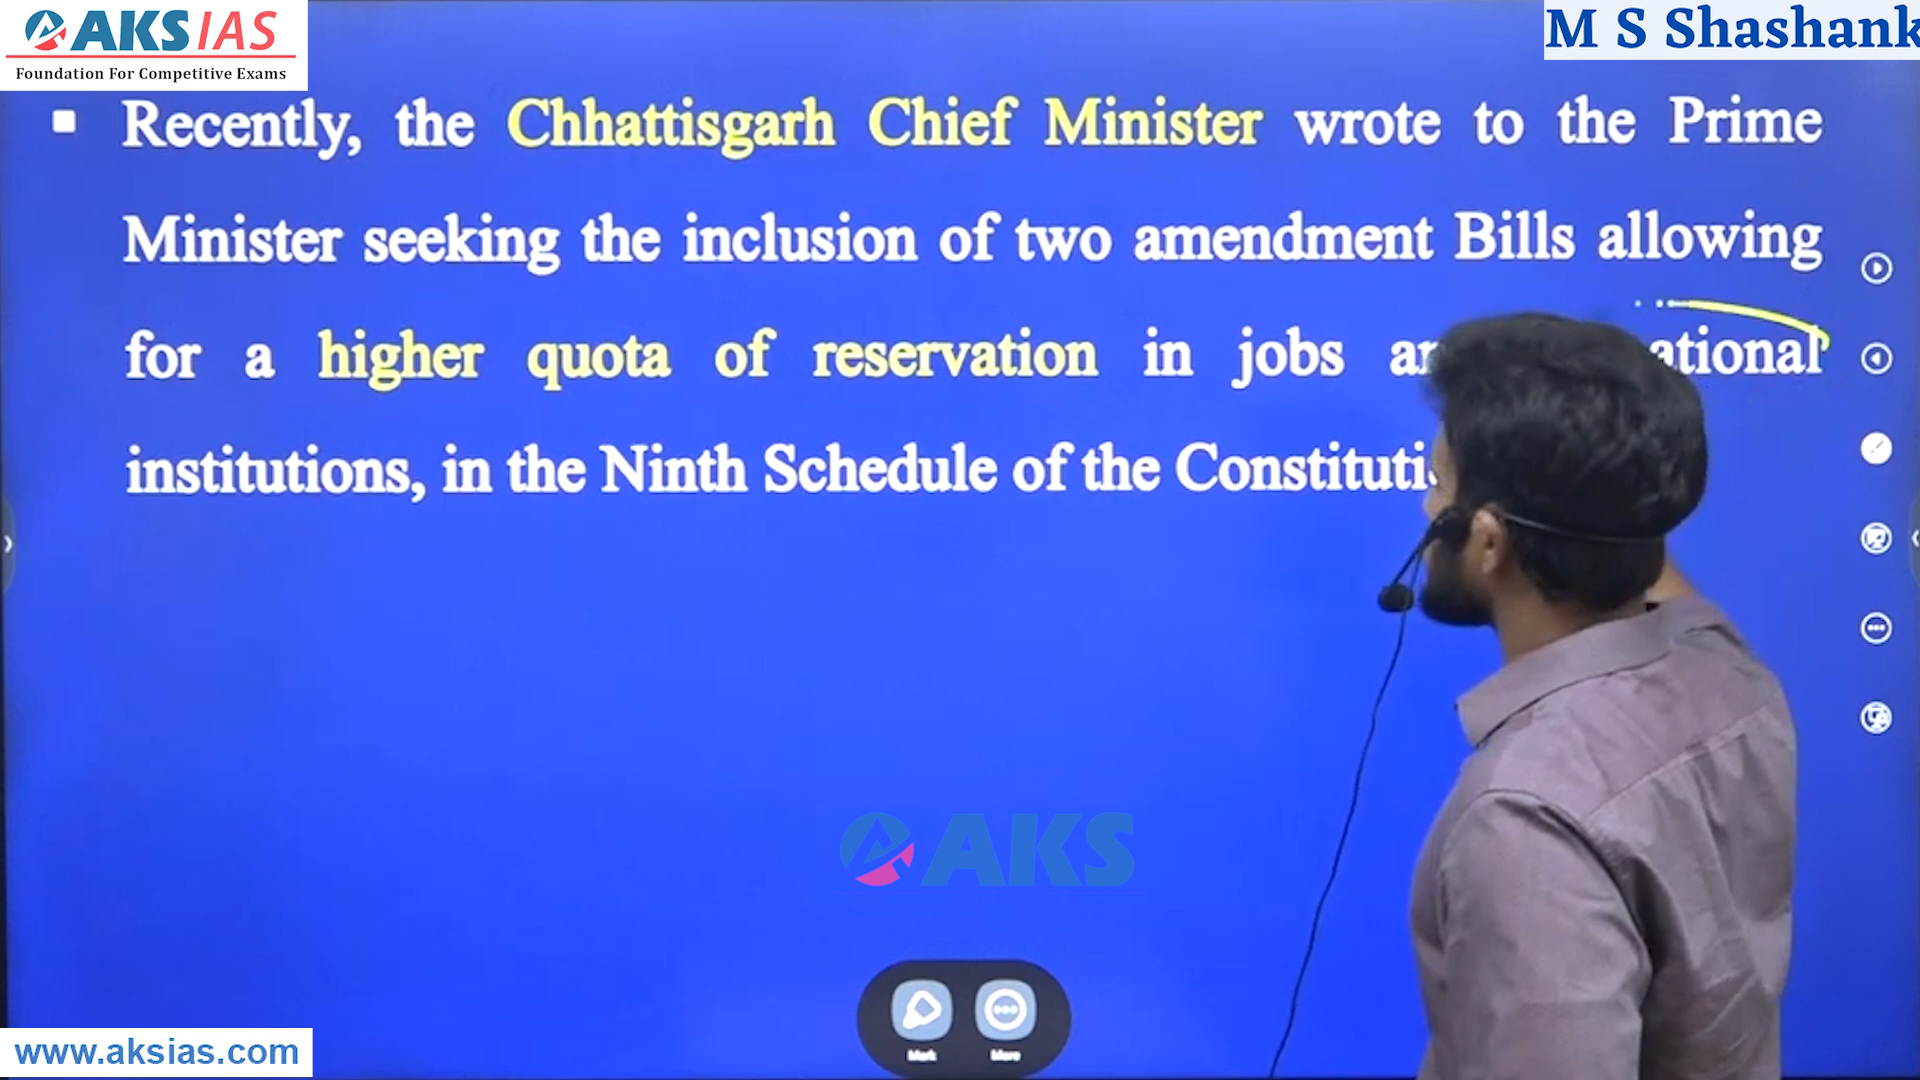 AKS IAS
Foundation For Competitive Exams
M S Shashank
Recently, the Chhattisgarh Chief Minister wrote to the Prime
Minister seeking the inclusion of two amendment Bills allowing
for a higher quota of reservation in jobs
institutions, in the Ninth Schedule of the
AKS
Mark
More
www.aksias.com